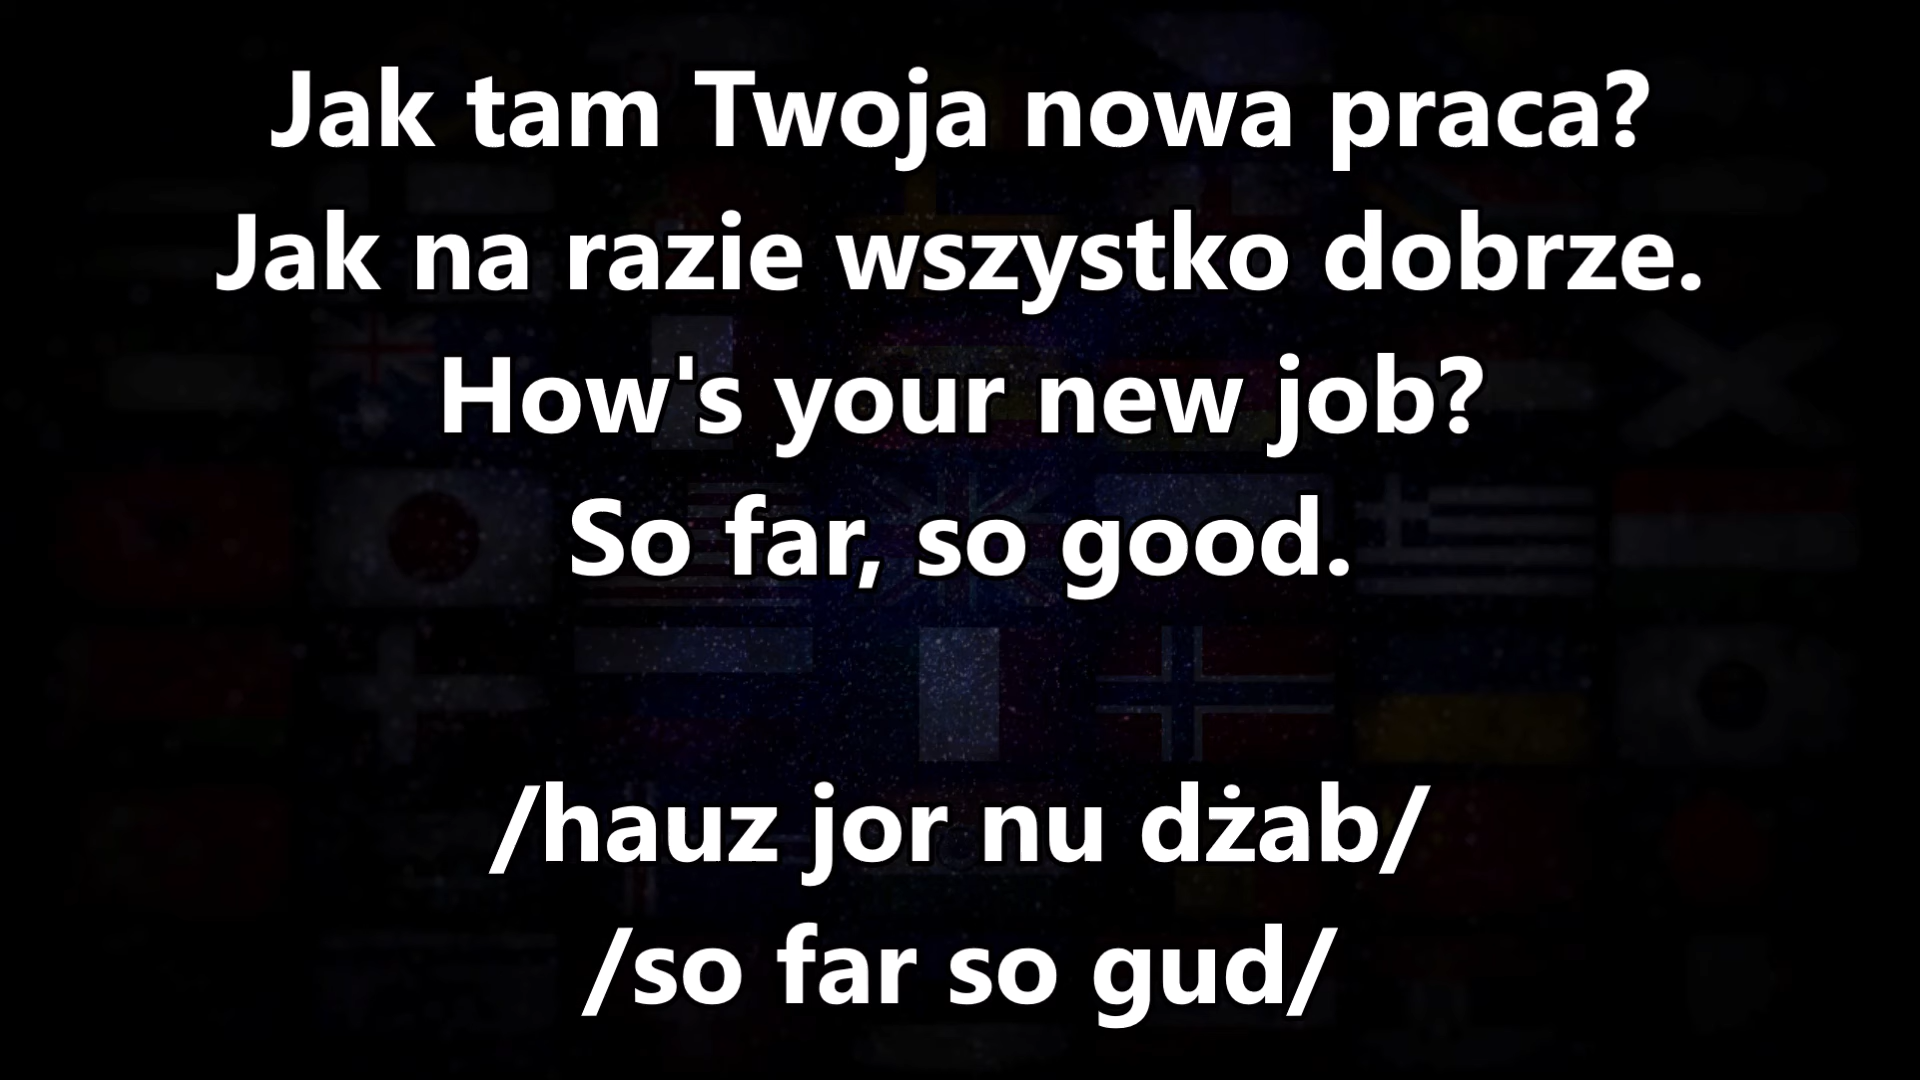 Jak tam Twoja nowa praca?
Jak na razie wszystko dobrze.
How's your new job?
So far, so good.
/hauz jor nu dżab/
/so far so gud/